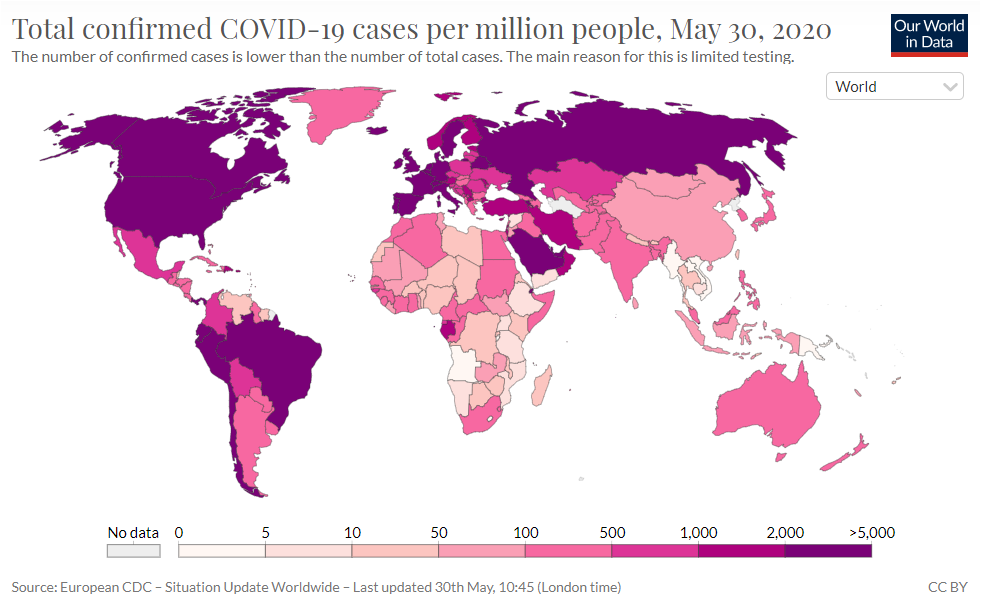 Total confirmed COVID-19 cases per million people, May 30, 2020
The number of confirmed cases is lower than the number of total cases. The main reason for this is limited testing.
Our World
in Data
World
No data 0 5 10 50 100 500 1,000 2,000 >5,000
Source: European CDC – Situation Update Worldwide – Last updated 30th May, 10:45 (London time) CC BY